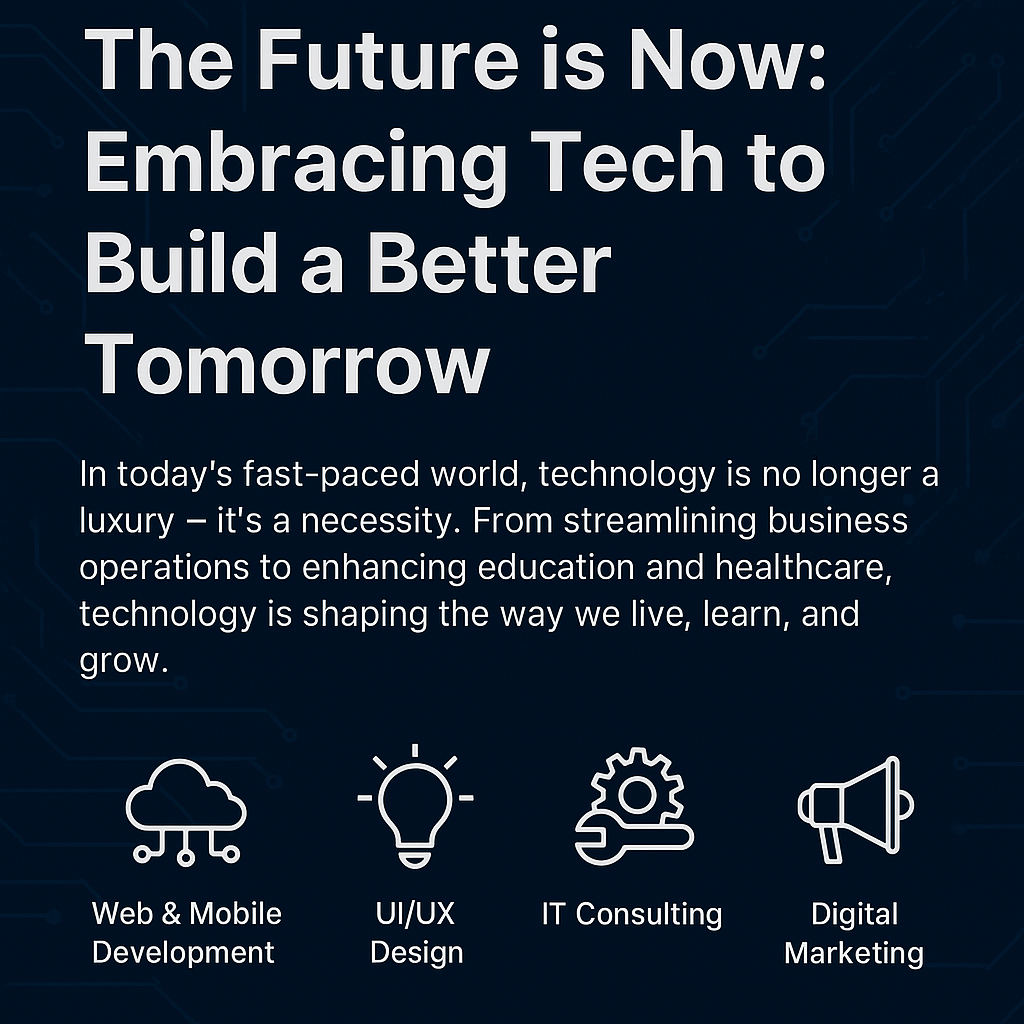 The Future is Now:
Embracing Tech to
Build a Better
Tomorrow
In today's fast-paced world, technology is no longer a
luxury – it's a necessity. From streamlining business
operations to enhancing education and healthcare,
technology is shaping the way we live, learn, and
grow.
Web & Mobile
Development
UI/UX
Design
IT Consulting
Digital
Marketing